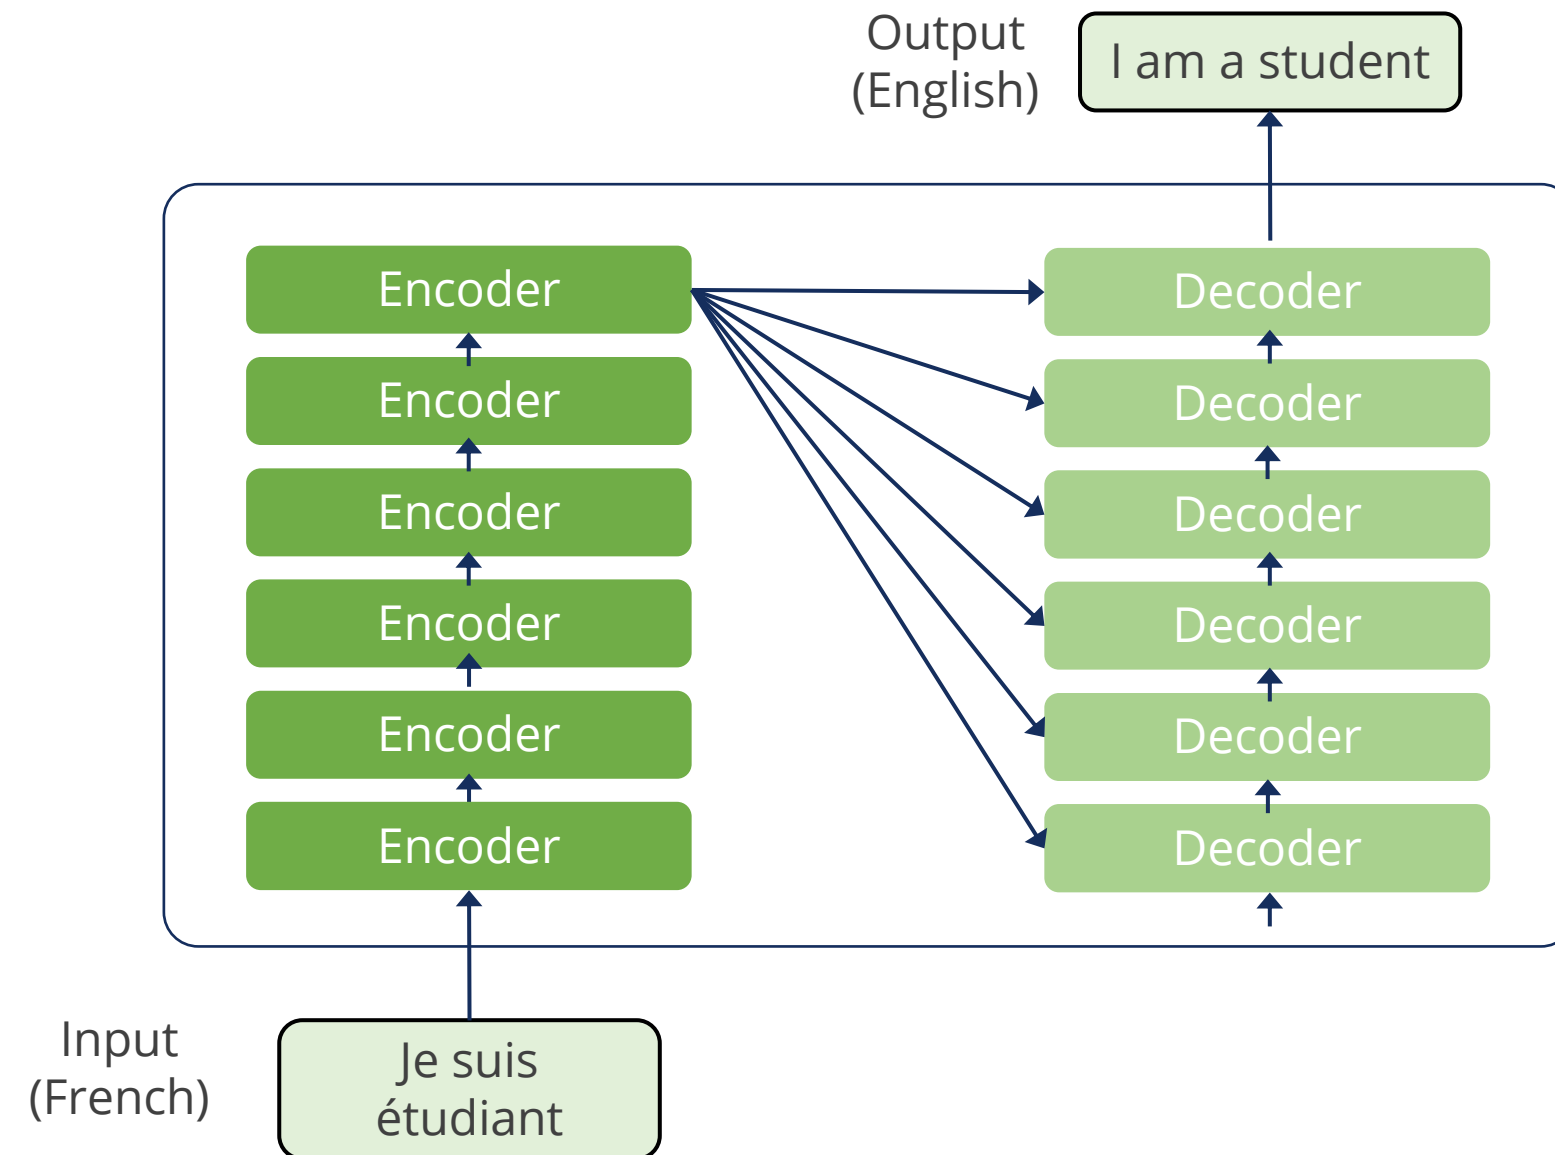 Output
(English)
I am a student
Encoder
Decoder
Encoder
Decoder
Encoder
Decoder
Encoder
Decoder
Encoder
Decoder
Encoder
Decoder
Input
(French)
Je suis
étudiant